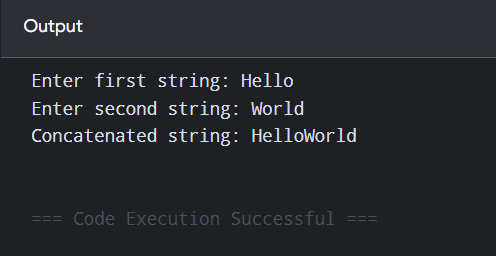 Output
Enter first string: Hello
Enter second string: World
Concatenated string: HelloWorld
=== Code Execution Successful ===